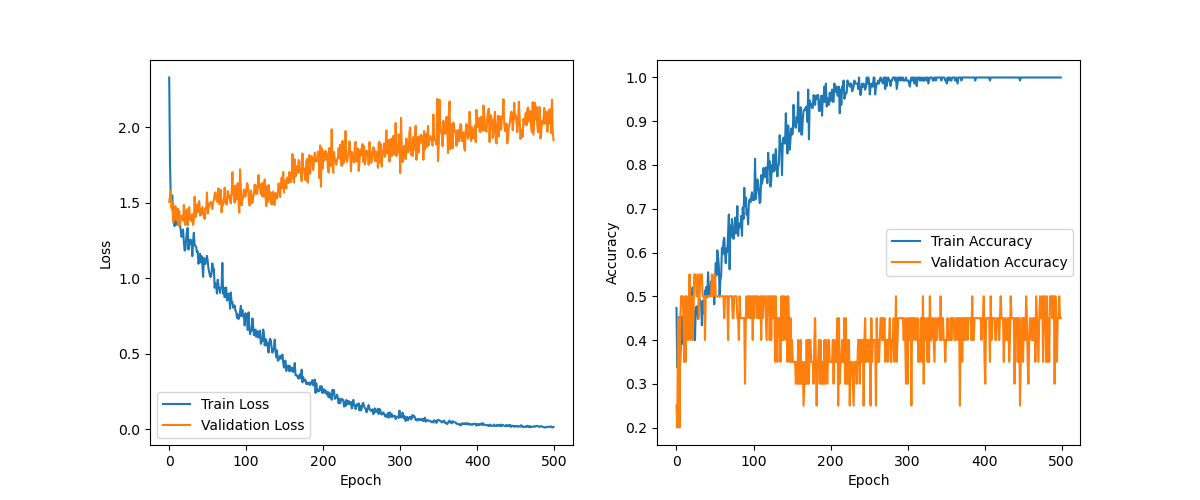 2.0
1.5
1.0
0.5
0.0
Loss
Train Loss
Validation Loss
0 100 200 300 400 500
Epoch
1.0
0.9
0.8
0.7
0.6
0.5
0.4
0.3
0.2
Accuracy
Train Accuracy
Validation Accuracy
0 100 200 300 400 500
Epoch